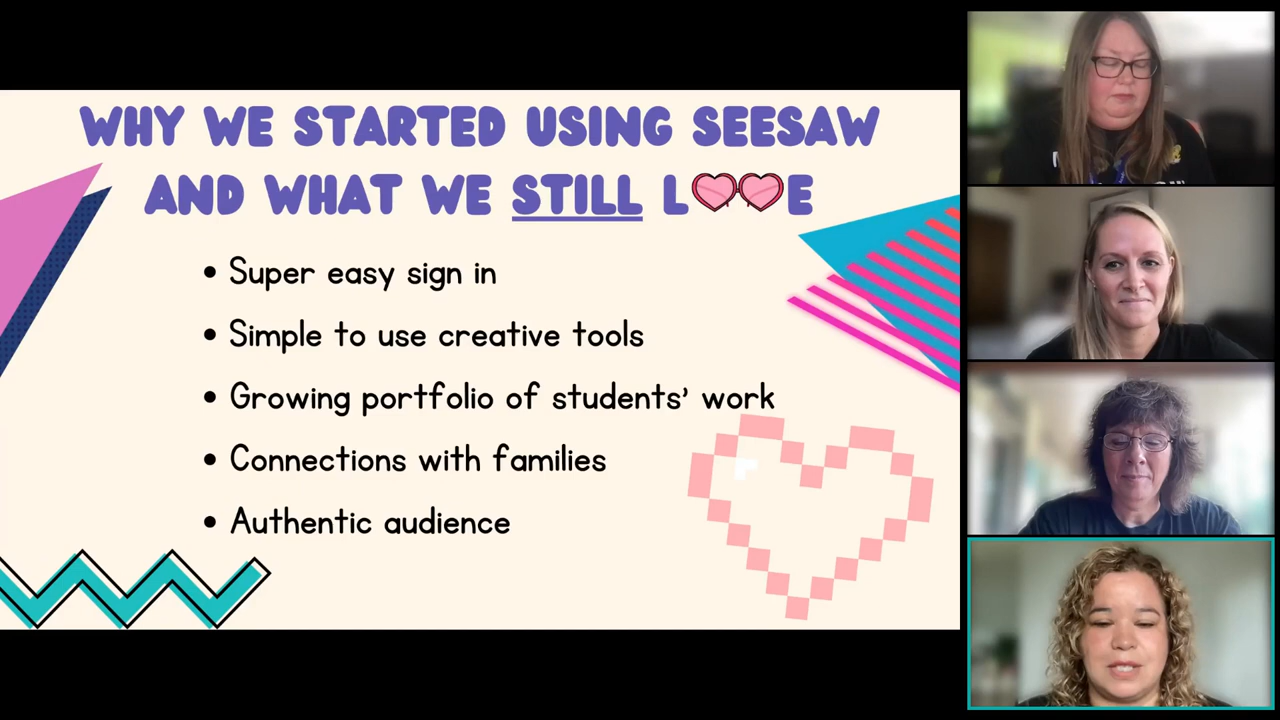 WHY WE STARTED USING SEESAW
AND WHAT WE STILL LOVE
• Super easy sign in
• Simple to use creative tools
• Growing portfolio of students' work
• Connections with families
• Authentic audience